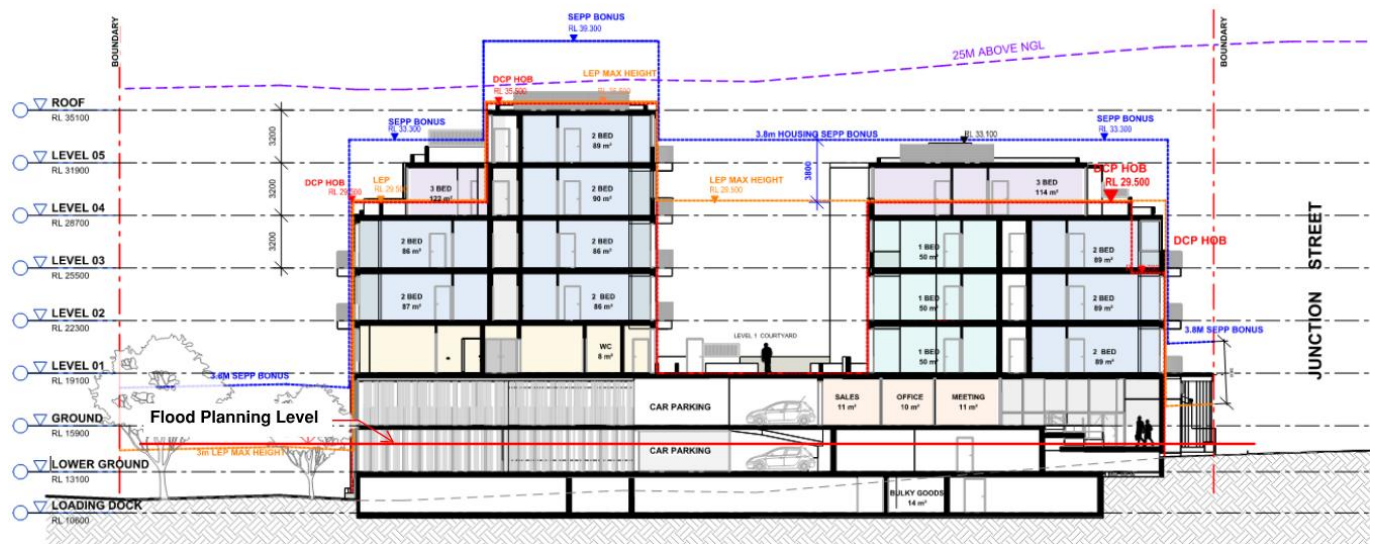 SEPP BONUS
RL 39.300
BOUNDARY
BOUNDARY
25M ABOVE NGL
DCP HOB
RL 35.500
LEP MAX HEIGHT
ROOF
RL 35100
SEPP BONUS
RL 33.300
3.8m HOUSING SEPP BONUS
RL 33.100
SEPP BONUS
RL 33.300
3200
2 BED
89 m²
LEVEL 05
RL 31900
3800
DCP HOB
RL 29.500
DCP HOB
LEP
RL 29.500
3 BED
122 m²
2 BED
90 m²
LEP MAX HEIGHT
RL 29.500
3 BED
114 m²
3200
LEVEL 04
RL 28700
3200
2 BED
86 m²
2 BED
86 m²
1 BED
50 m²
2 BED
89 m²
DCP HOB
LEVEL 03
RL 25500
2 BED
87 m²
2 BED
86 m²
1 BED
50 m²
2 BED
89 m²
LEVEL 02
RL 22300
3.8M SEPP BONUS
LEVEL 1 COURTYARD
WC
8 m²
1 BED
50 m²
2 BED
89 m²
JUNCTION STREET
LEVEL 01
RL 19100
3.8M SEPP BONUS
CAR PARKING
SALES
11 m²
OFFICE
10 m²
MEETING
11 m²
Flood Planning Level
GROUND
RL 15900
3m LEP MAX HEIGHT
CAR PARKING
LOWER GROUND
RL 13100
BULKY GOODS
14 m²
LOADING DOCK
RL 10600